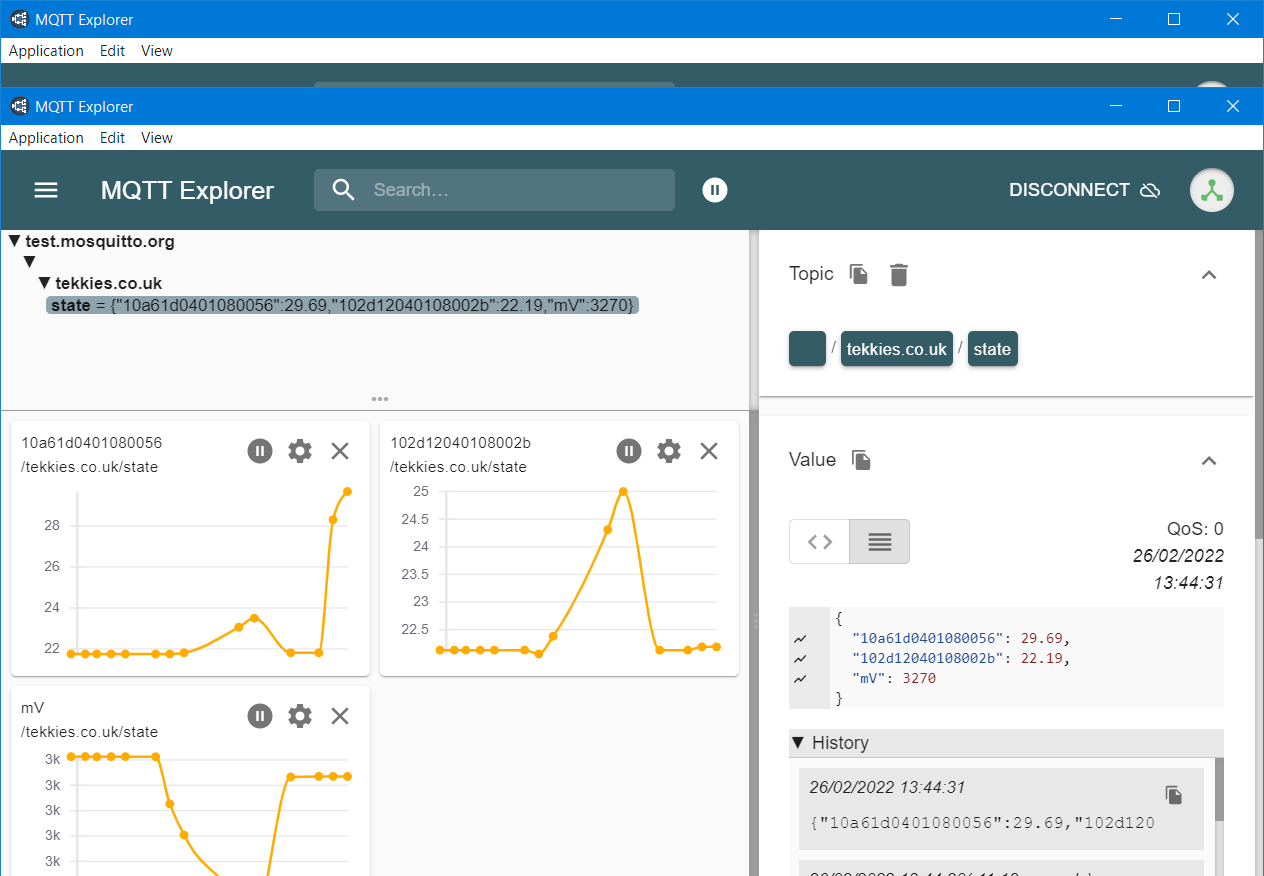 MQTT Explorer
Application Edit View
MQTT Explorer
Application Edit View
MQTT Explorer
Search...
DISCONNECT
▼ test.mosquitto.org
▼
▼ tekkies.co.uk
state = {"10a61d0401080056":29.69,"102d12040108002b":22.19,"mV":3270}
Topic
/ tekkies.co.uk / state
10a61d0401080056
/tekkies.co.uk/state
28
26
24
22
102d12040108002b
/tekkies.co.uk/state
25
24.5
24
23.5
23
22.5
mV
/tekkies.co.uk/state
3k
3k
3k
3k
3k
Value
QoS: 0
26/02/2022
13:44:31
{
"10a61d0401080056": 29.69,
"102d12040108002b": 22.19,
"mV": 3270
}
▼ History
26/02/2022 13:44:31
{"10a61d0401080056":29.69,"102d120